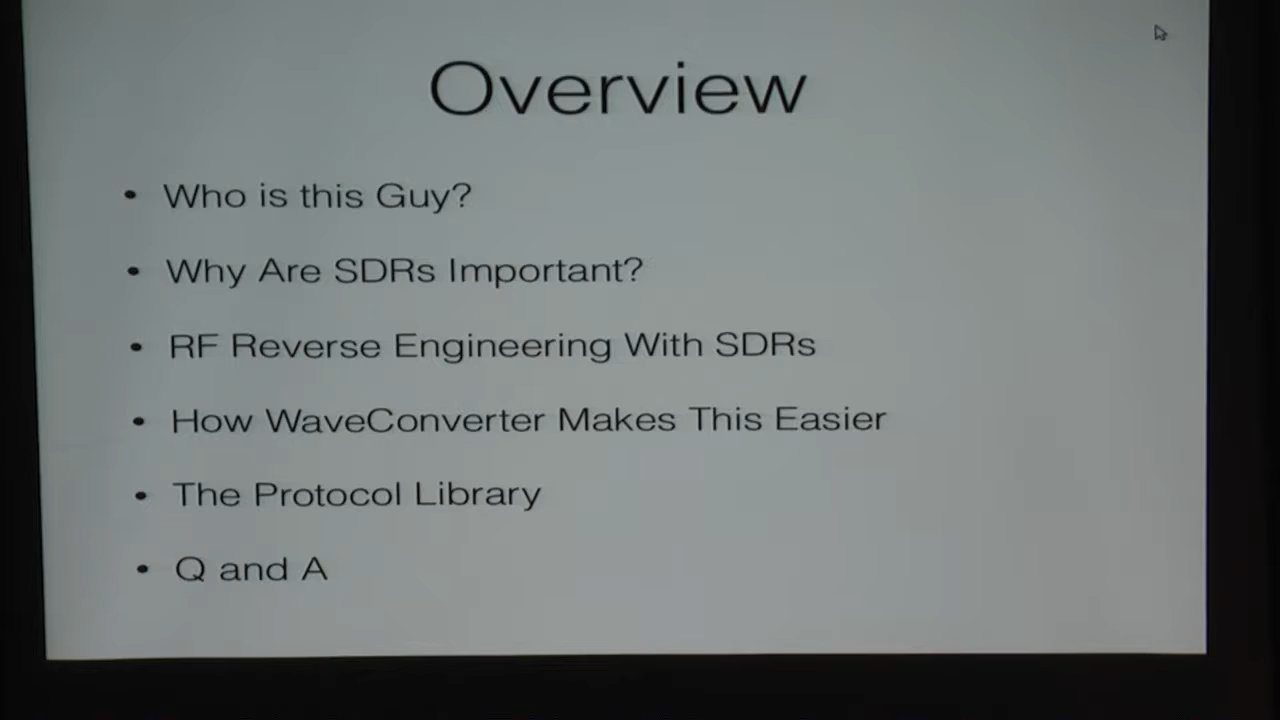 Overview
• Who is this Guy?
• Why Are SDRs Important?
• RF Reverse Engineering With SDRs
• How WaveConverter Makes This Easier
• The Protocol Library
• Q and A